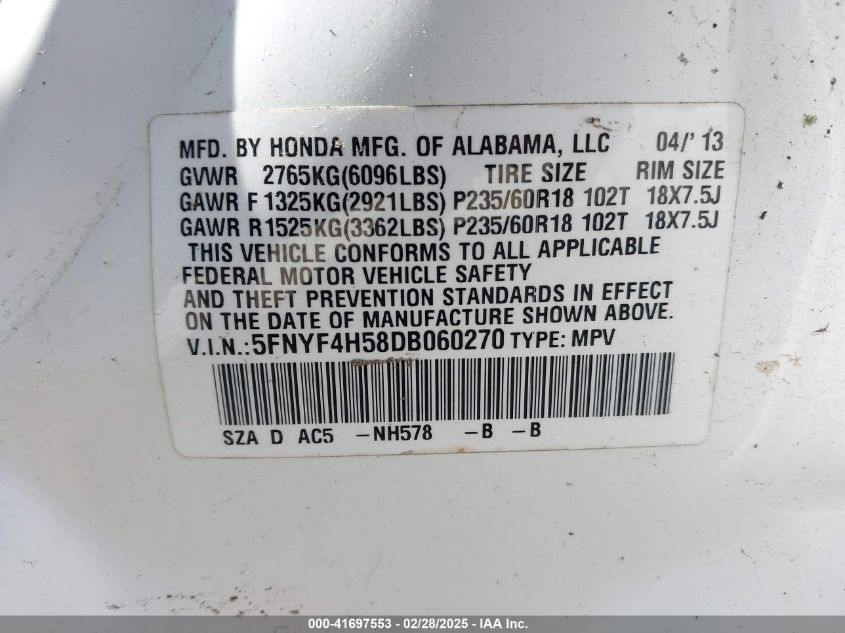 MFD. BY HONDA MFG. OF ALABAMA, LLC 04/' 13
GVWR 2765KG(6096LBS) TIRE SIZE RIM SIZE
GAWR F 1325KG(2921LBS) P235/60R18 102T 18X7.5J
GAWR R1525KG(3362LBS) P235/60R18 102T 18X7.5J
THIS VEHICLE CONFORMS TO ALL APPLICABLE
FEDERAL MOTOR VEHICLE SAFETY
AND THEFT PREVENTION STANDARDS IN EFFECT
ON THE DATE OF MANUFACTURE SHOWN ABOVE.
V.I.N.:5FNYF4H58DB060270 TYPE: MPV
SZA D AC5 -NH578 -B -B
000-41697553 - 02/28/2025 - IAA Inc.